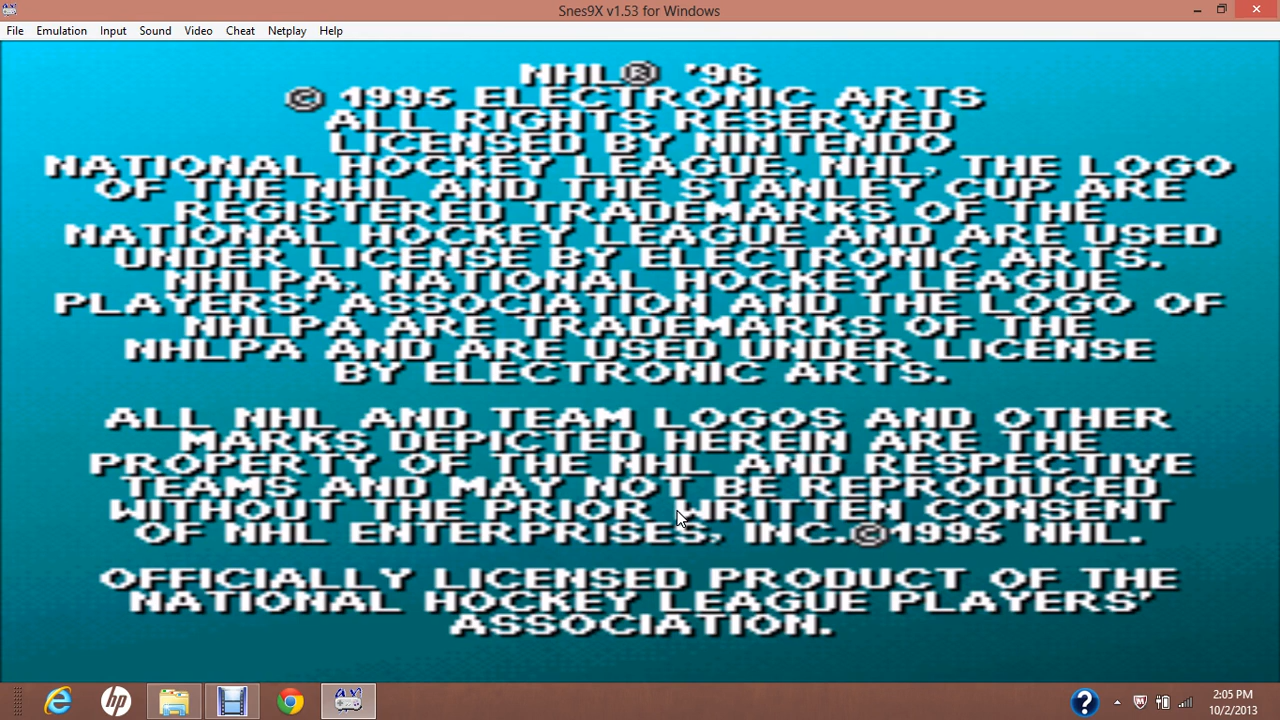 Snes9X v1.53 for Windows
File Emulation Input Sound Video Cheat Netplay Help
NHL® '96
© 1995 ELECTRONIC ARTS
ALL RIGHTS RESERVED
LICENSED BY NINTENDO
NATIONAL HOCKEY LEAGUE, NHL, THE LOGO
OF THE NHL AND THE STANLEY CUP ARE
REGISTERED TRADEMARKS OF THE
NATIONAL HOCKEY LEAGUE AND ARE USED
UNDER LICENSE BY ELECTRONIC ARTS.
NHLPA, NATIONAL HOCKEY LEAGUE
PLAYERS' ASSOCIATION AND THE LOGO OF
NHLPA ARE TRADEMARKS OF THE
NHLPA AND ARE USED UNDER LICENSE
BY ELECTRONIC ARTS.
ALL NHL AND TEAM LOGOS AND OTHER
MARKS DEPICTED HEREIN ARE THE
PROPERTY OF THE NHL AND RESPECTIVE
TEAMS AND MAY NOT BE REPRODUCED
WITHOUT THE PRIOR WRITTEN CONSENT
OF NHL ENTERPRISES, INC.©1995 NHL.
OFFICIALLY LICENSED PRODUCT OF THE
NATIONAL HOCKEY LEAGUE PLAYERS'
ASSOCIATION.
hp
2:05 PM
10/2/2013